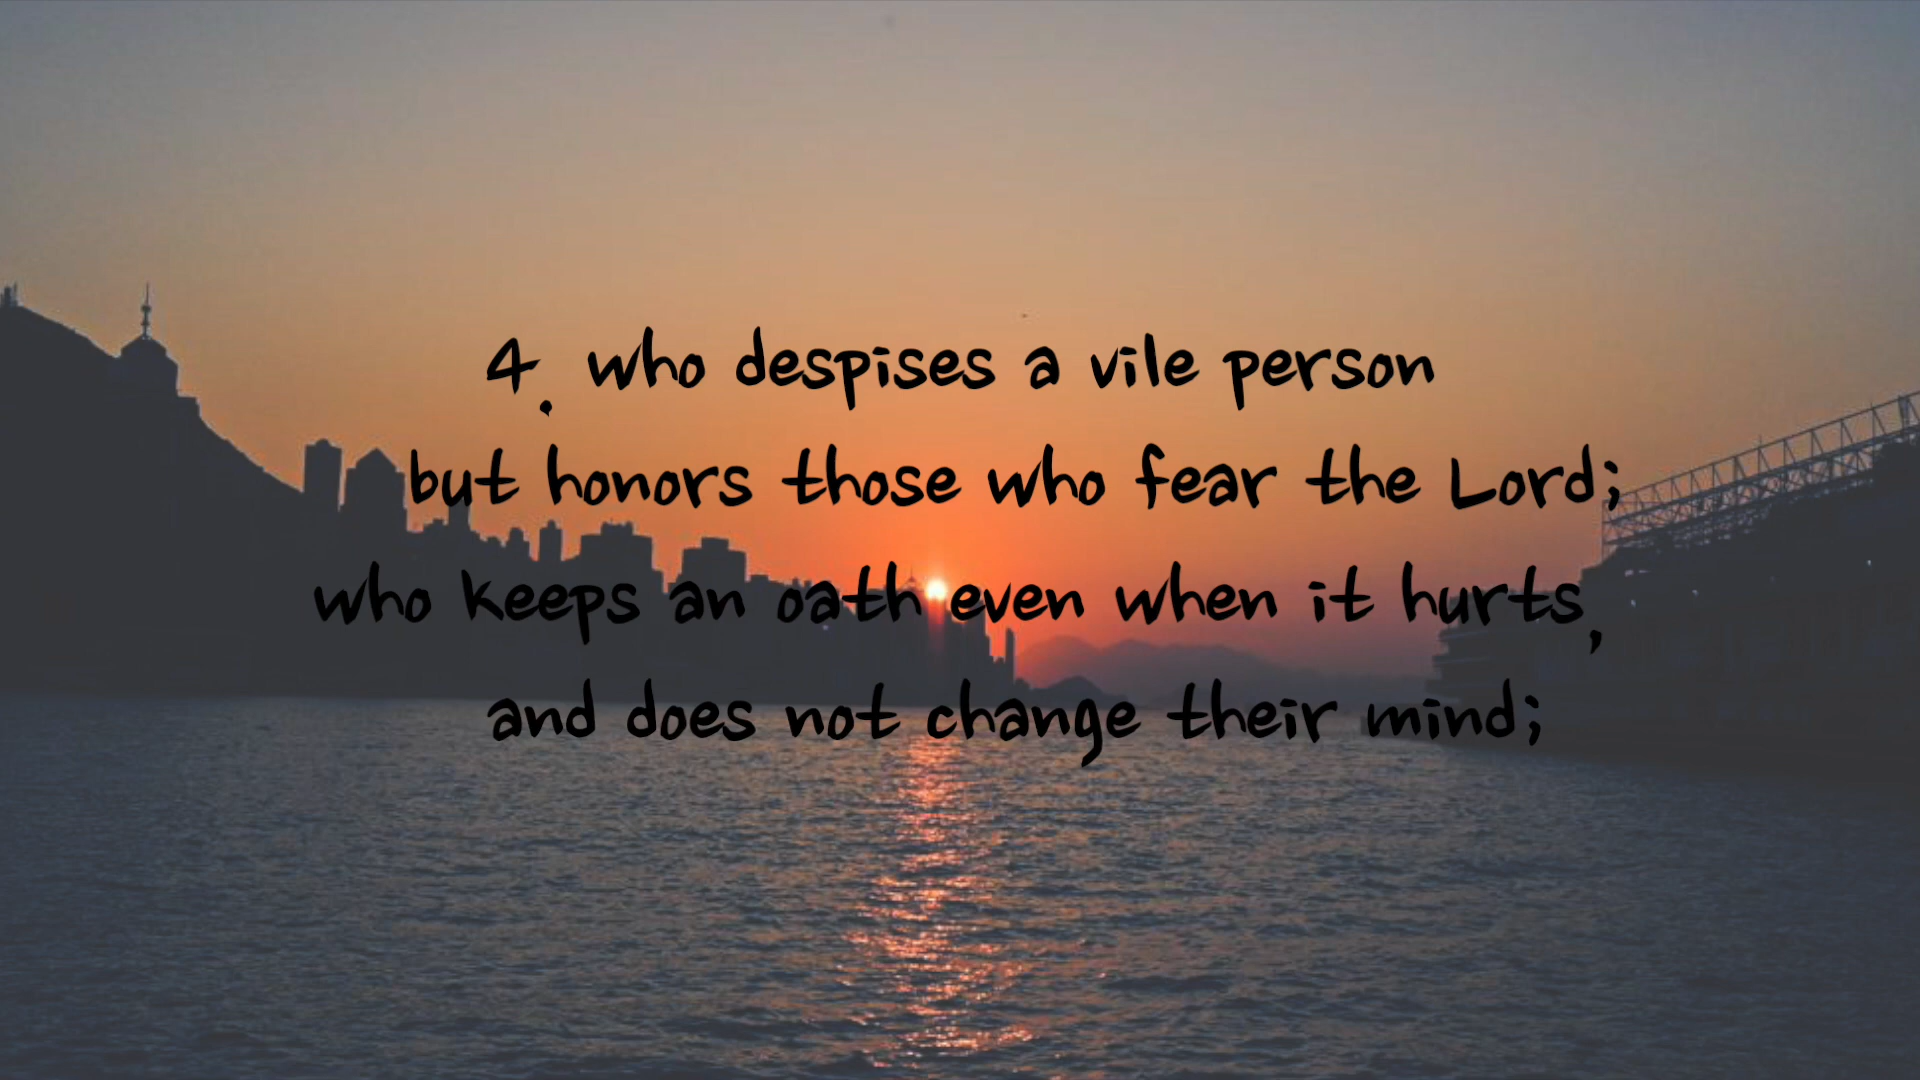 4. who despises a vile person
but honors those who fear the Lord;
who keeps an oath even when it hurts,
and does not change their mind;